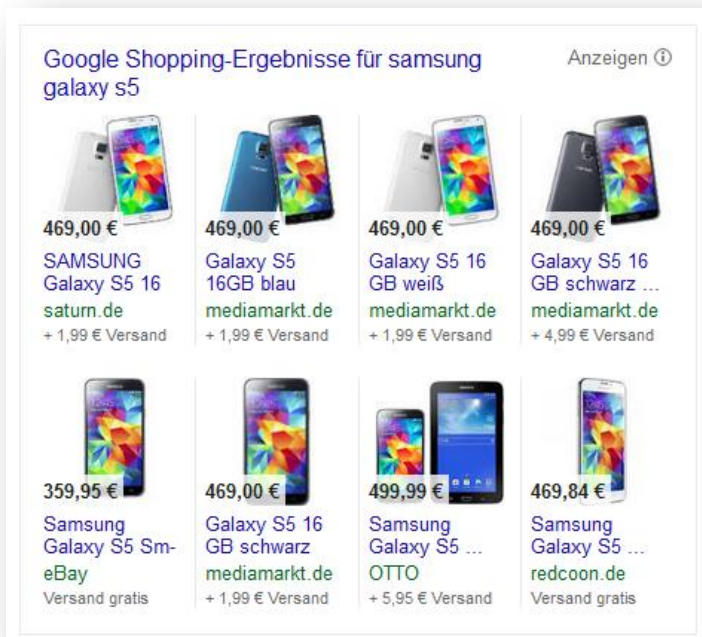 Google Shopping-Ergebnisse für samsung galaxy s5
Anzeigen
469,00 €
SAMSUNG
Galaxy S5 16
saturn.de
+ 1,99 € Versand
469,00 €
Galaxy S5
16GB blau
mediamarkt.de
+ 1,99 € Versand
469,00 €
Galaxy S5 16
GB weiß
mediamarkt.de
+ 1,99 € Versand
469,00 €
Galaxy S5 16
GB schwarz ...
mediamarkt.de
+ 4,99 € Versand
359,95 €
Samsung
Galaxy S5 Sm-
eBay
Versand gratis
469,00 €
Galaxy S5 16
GB schwarz
mediamarkt.de
+ 1,99 € Versand
499,99 €
Samsung
Galaxy S5 ...
OTTO
+ 5,95 € Versand
469,84 €
Samsung
Galaxy S5 ...
redcoon.de
Versand gratis